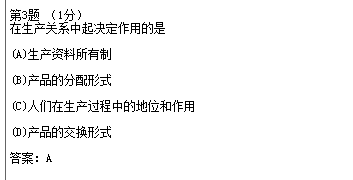 第3题 （1分）
在生产关系中起决定作用的是
(A)生产资料所有制
(B)产品的分配形式
(C)人们在生产过程中的地位和作用
(D)产品的交换形式
答案：A